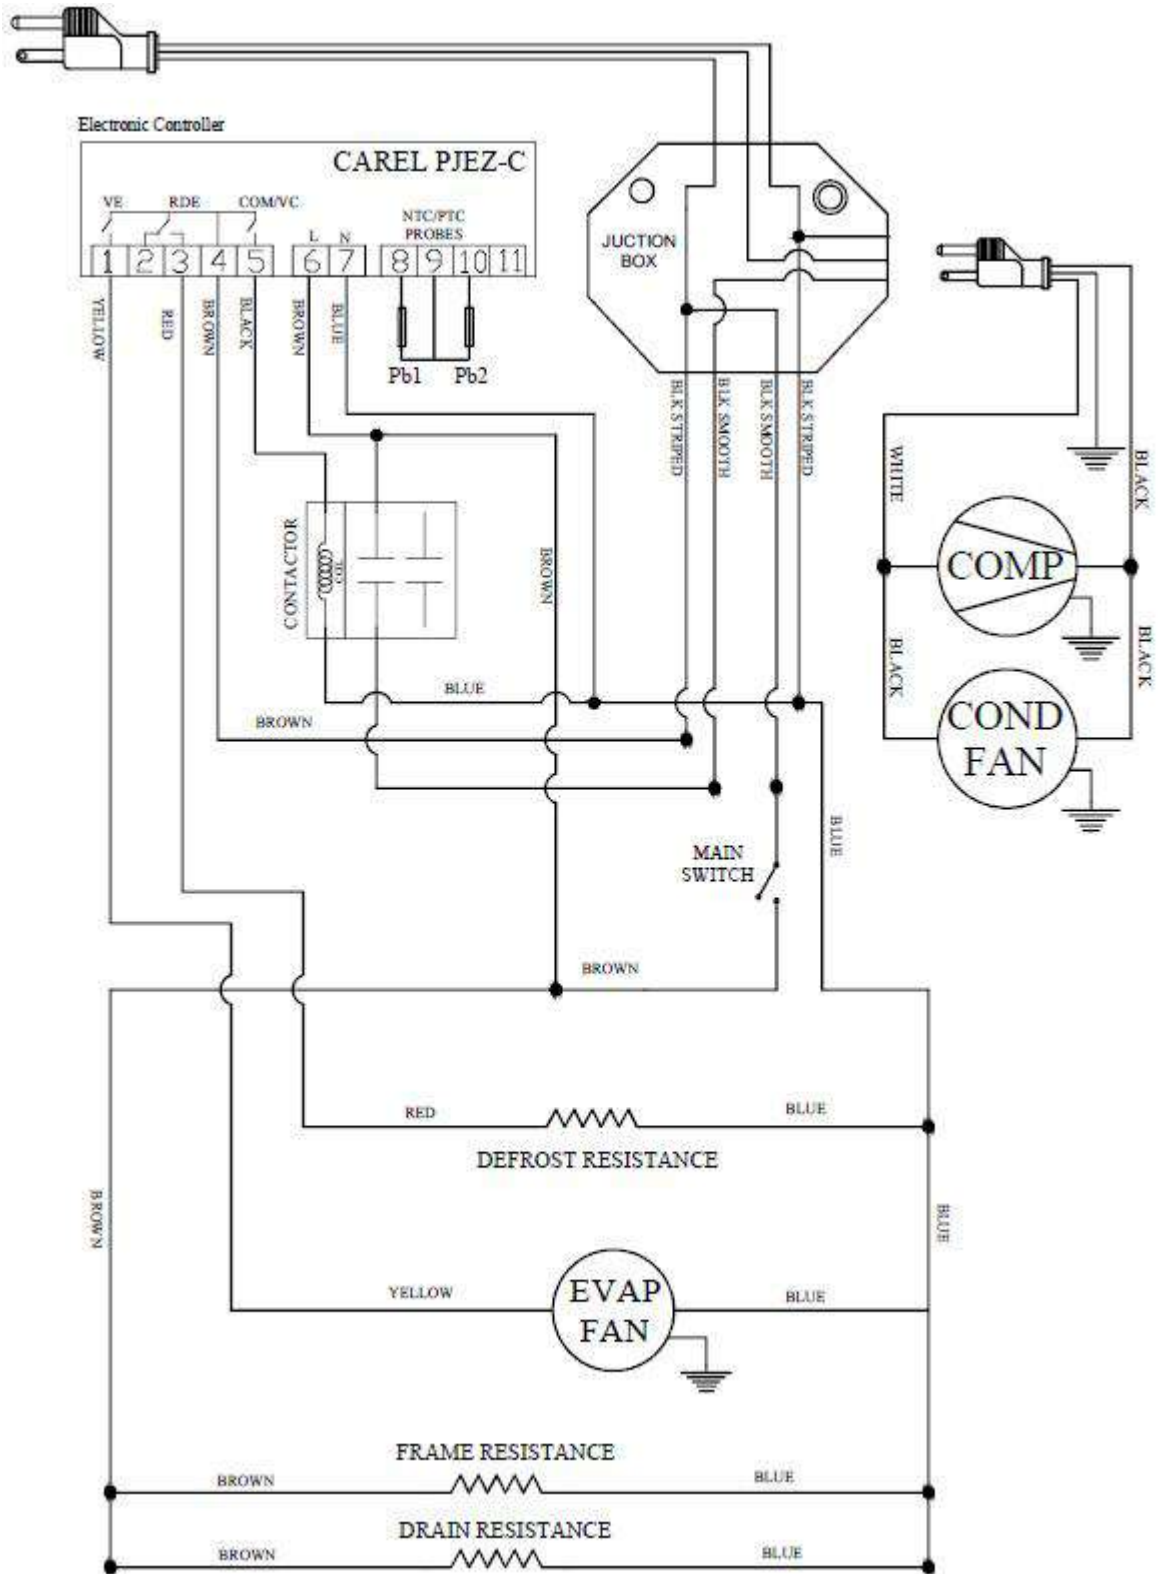 Electronic Controller
CAREL PJEZ-C
VE
RDE
COM/VC
L
N
NTC/PTC
PROBES
1 2 3 4 5 6 7 8 9 10 11
JUCTION
BOX
YELLOW
RED
BROWN
BLACK
BROWN
BLUE
Pb1
Pb2
BLK STRIPED
BLK SMOOTH
BLK SMOOTH
BLK STRIPED
WHITE
BLACK
CONTACTOR
COIL
BROWN
COMP
BLACK
BLACK
BLUE
BROWN
COND
FAN
BLUE
MAIN
SWITCH
BROWN
RED
BLUE
DEFROST RESISTANCE
BROWN
BLUE
YELLOW
EVAP
FAN
BLUE
FRAME RESISTANCE
BROWN
BLUE
DRAIN RESISTANCE
BROWN
BLUE